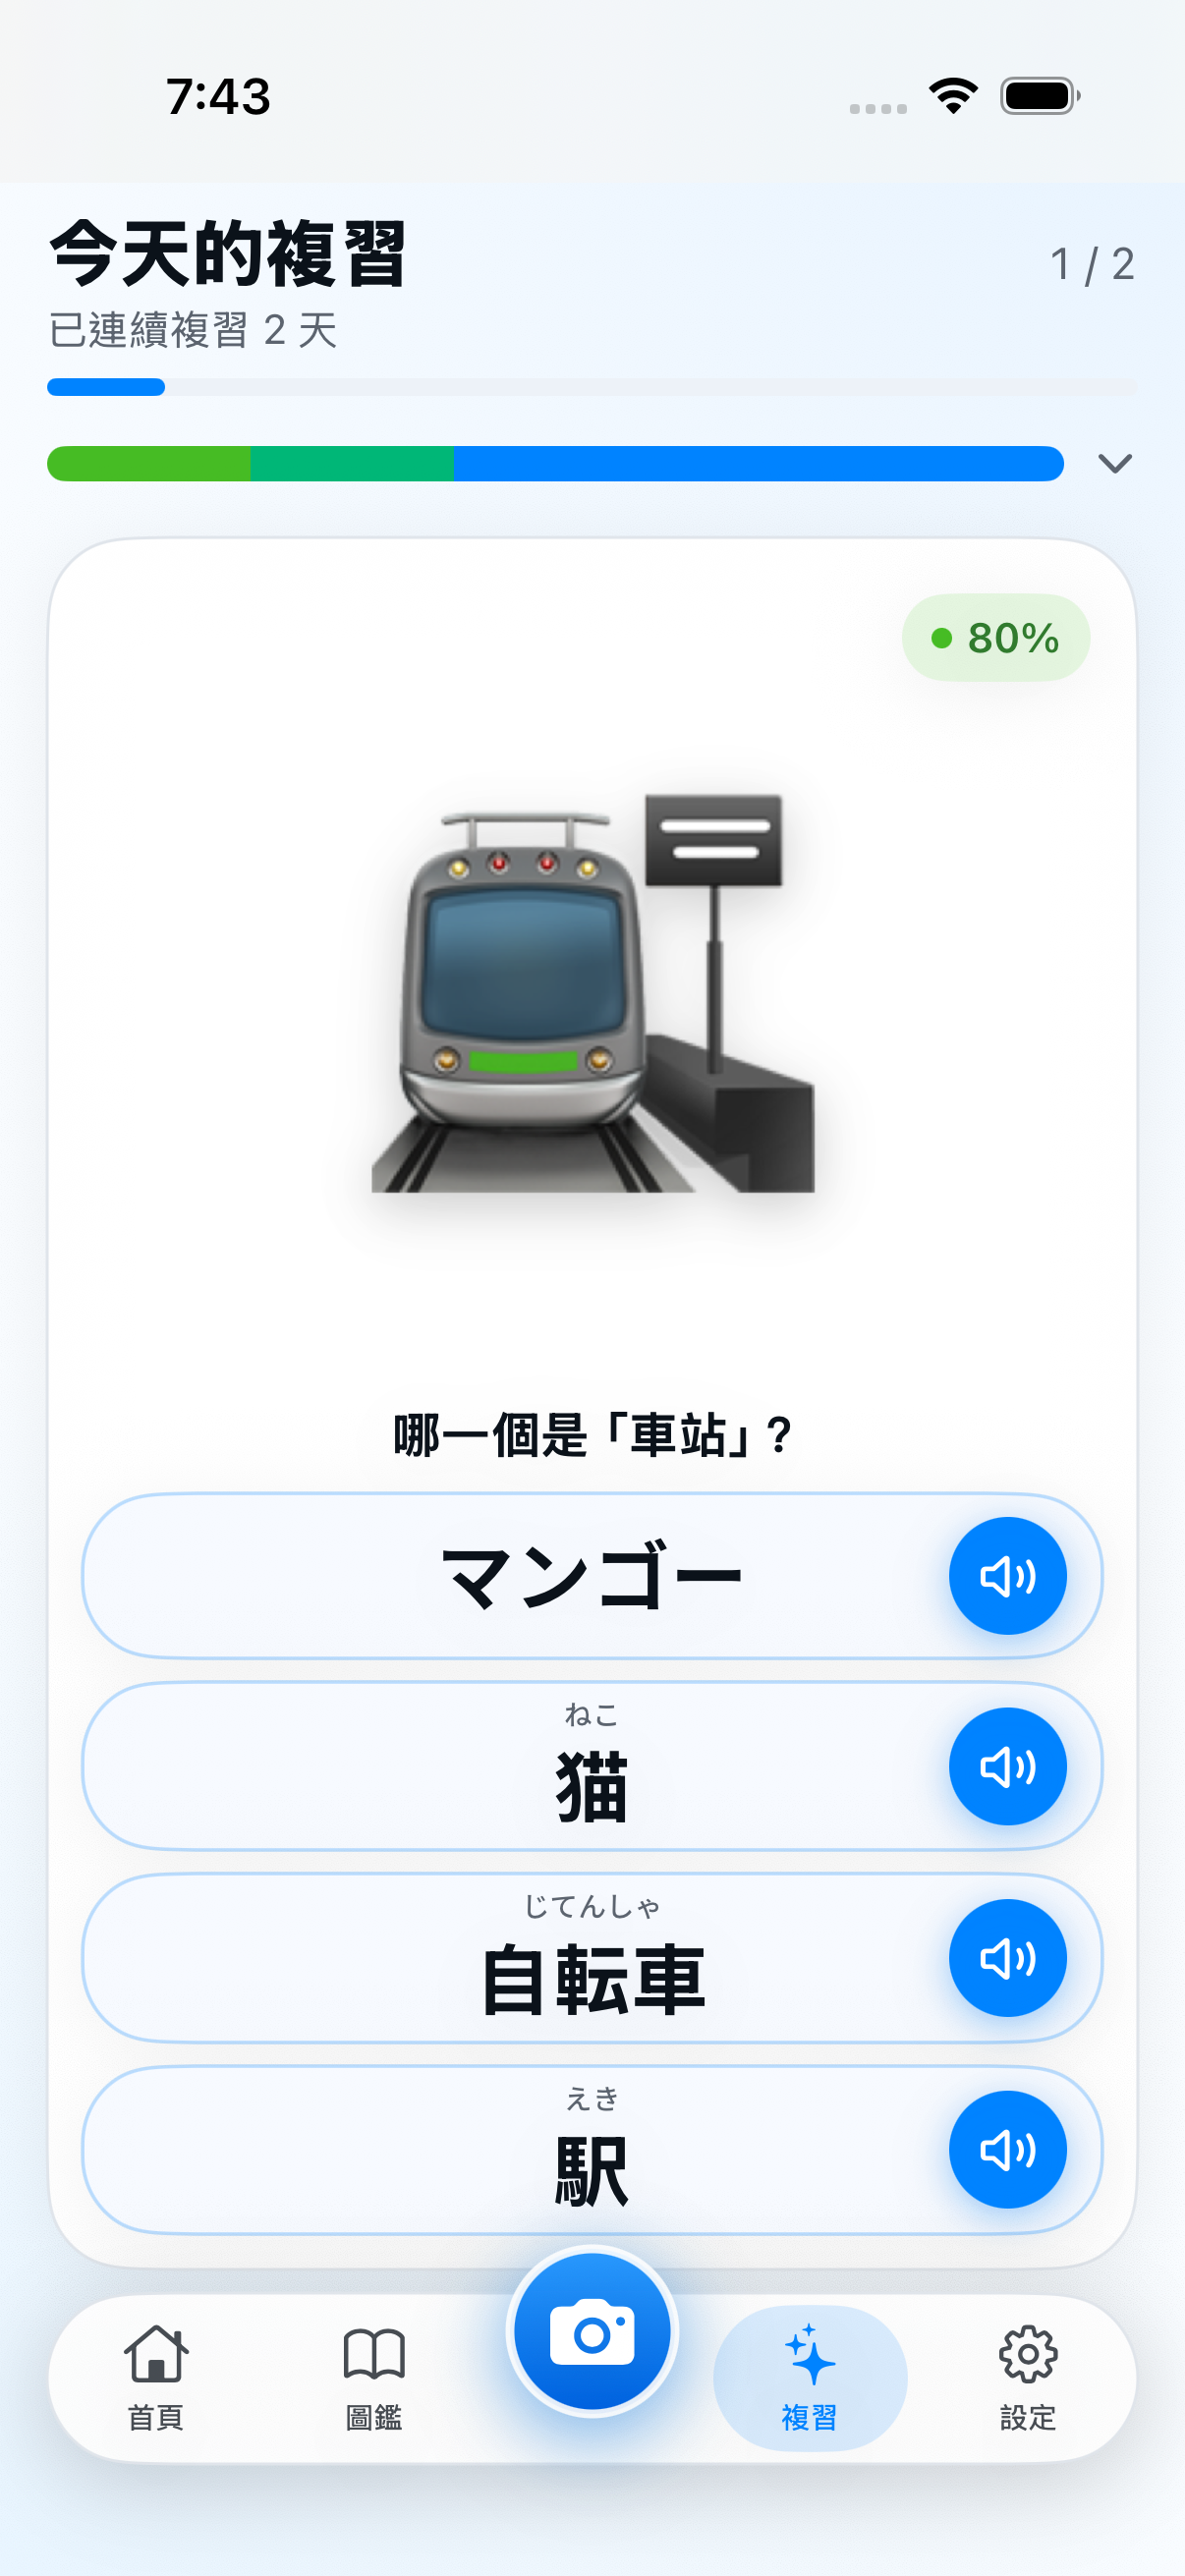 7:43
今天的複習
1 / 2
已連續複習 2 天
80%
哪一個是「車站」?
マンゴー
ねこ
猫
じてんしゃ
自転車
えき
駅
首頁
圖鑑
複習
設定